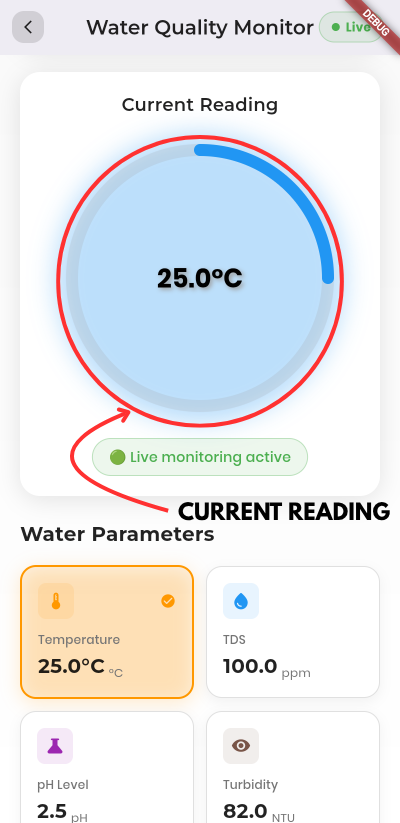 Water Quality Monitor
Live
DEBUG
Current Reading
25.0°C
Live monitoring active
CURRENT READING
Water Parameters
Temperature
25.0°C °C
TDS
100.0 ppm
pH Level
2.5 pH
Turbidity
82.0 NTU